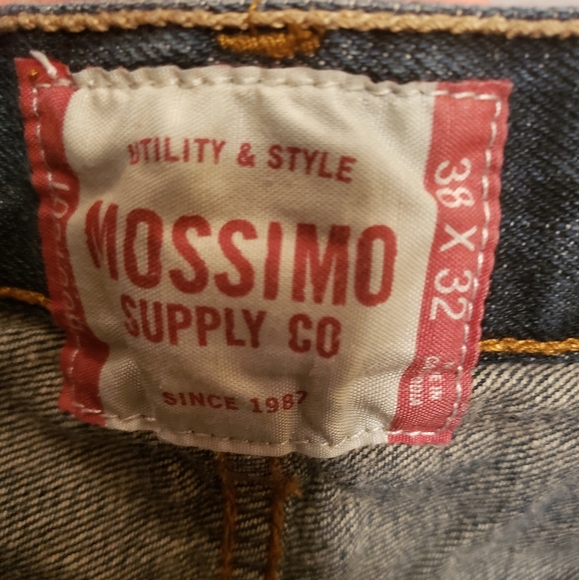 UTILITY & STYLE
MOSSIMO
SUPPLY CO
SINCE 1987
38 X 32